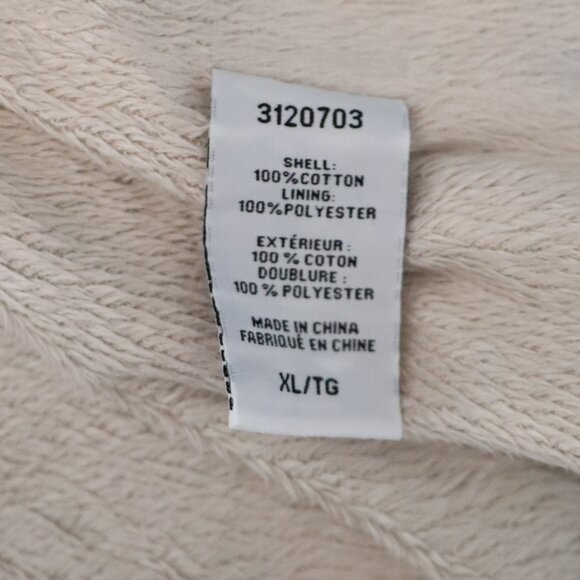 3120703
SHELL:
100%COTTON
LINING:
100%POLYESTER
EXTÉRIEUR :
100 % COTON
DOUBLURE :
100 % POLYESTER
MADE IN CHINA
FABRIQUÉ EN CHINE
XL/TG